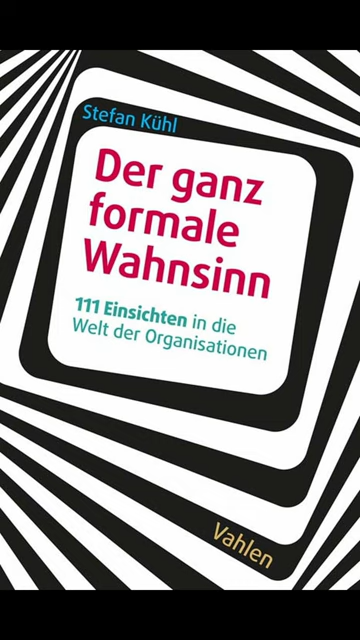 Stefan Kühl
Der ganz
formale
Wahnsinn
111 Einsichten in die
Welt der Organisationen
Vahlen